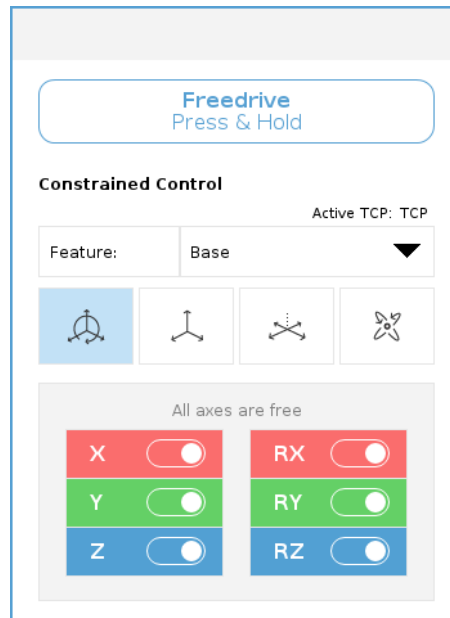 Freedrive
Press & Hold
Constrained Control
Active TCP: TCP
Feature: Base
All axes are free
X RX
Y RY
Z RZ